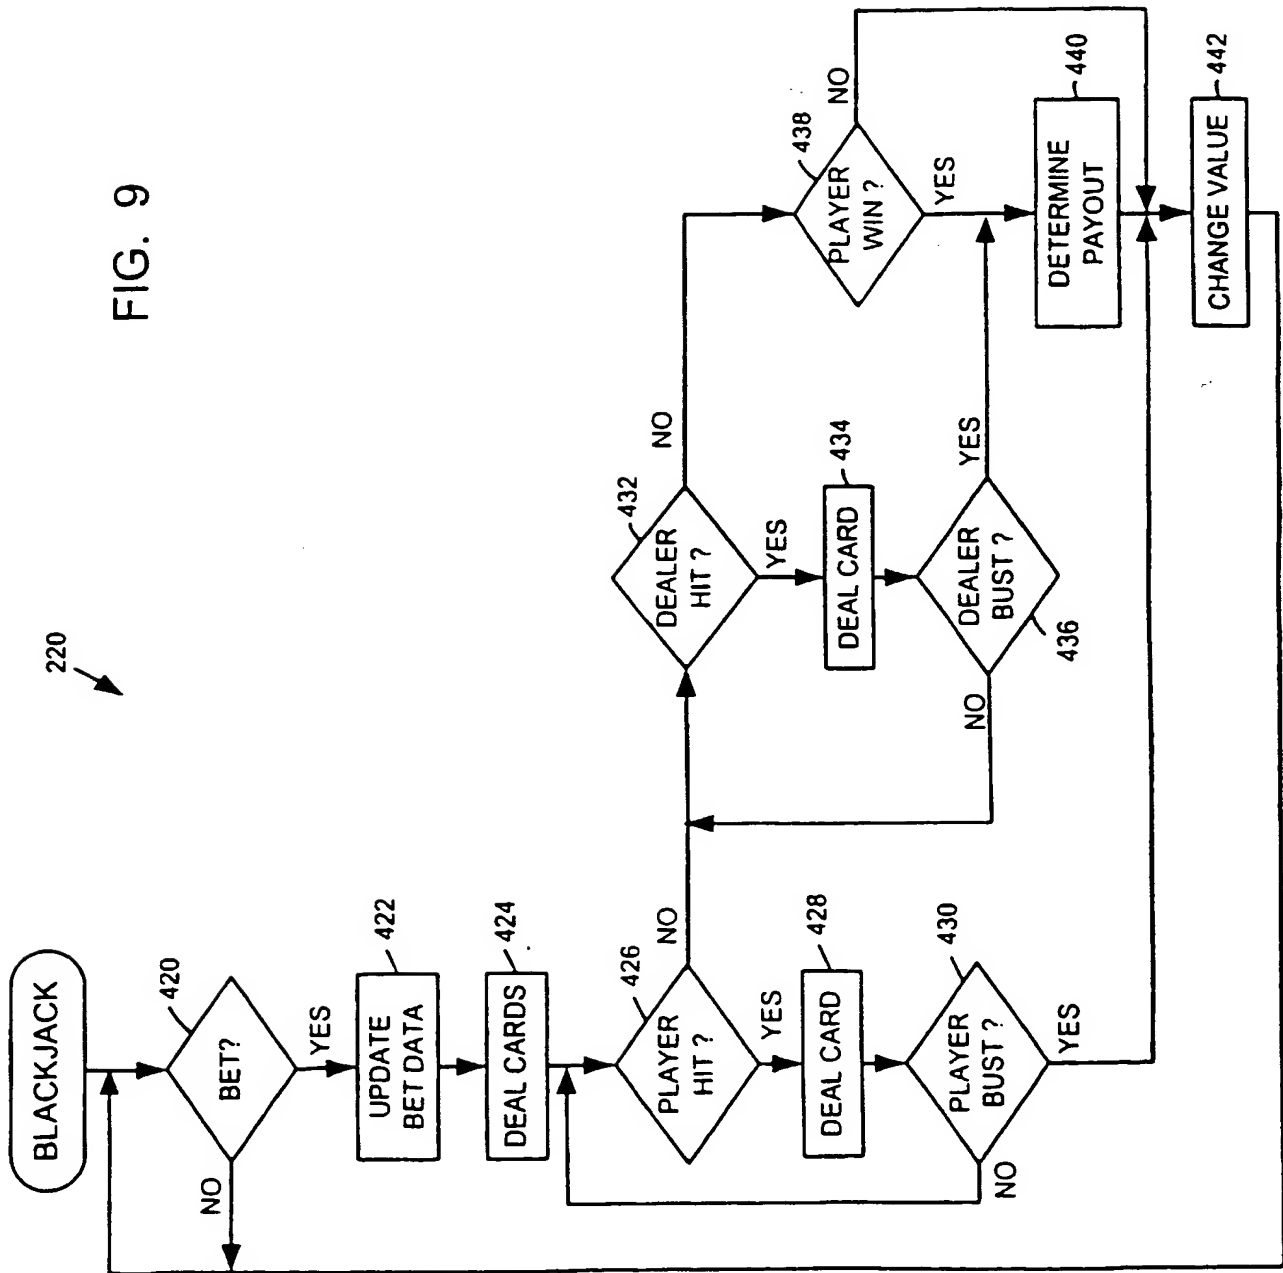 FIG. 9
220
BLACKJACK
420
BET?
NO
YES
422
UPDATE
BET DATA
424
DEAL CARDS
426
PLAYER
HIT ?
NO
YES
428
DEAL CARD
430
PLAYER
BUST ?
NO
YES
432
DEALER
HIT ?
NO
YES
434
DEAL CARD
DEALER
BUST ?
436
NO
YES
438
PLAYER
WIN ?
NO
YES
440
DETERMINE
PAYOUT
442
CHANGE VALUE